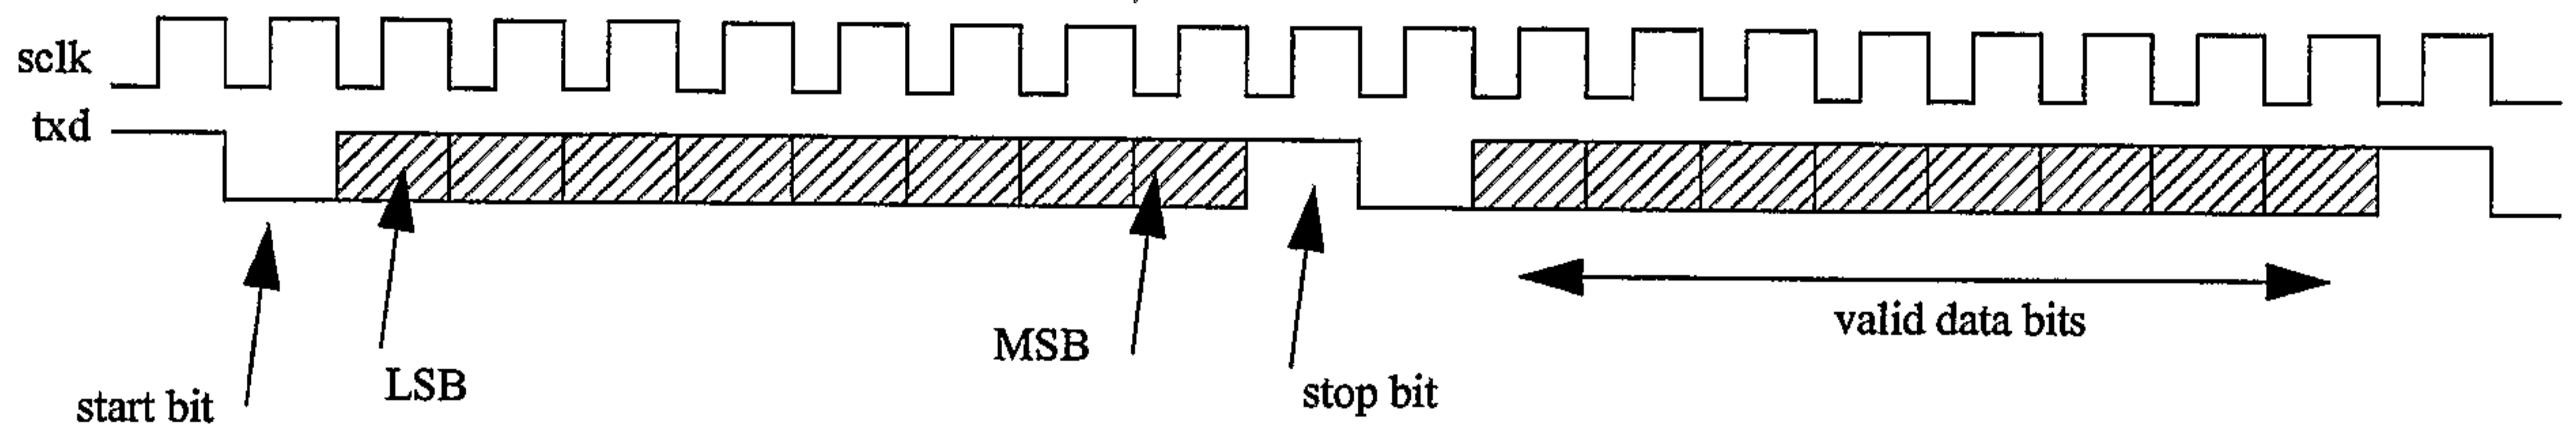 sclk
txd
valid data bits
MSB
LSB
stop bit
start bit